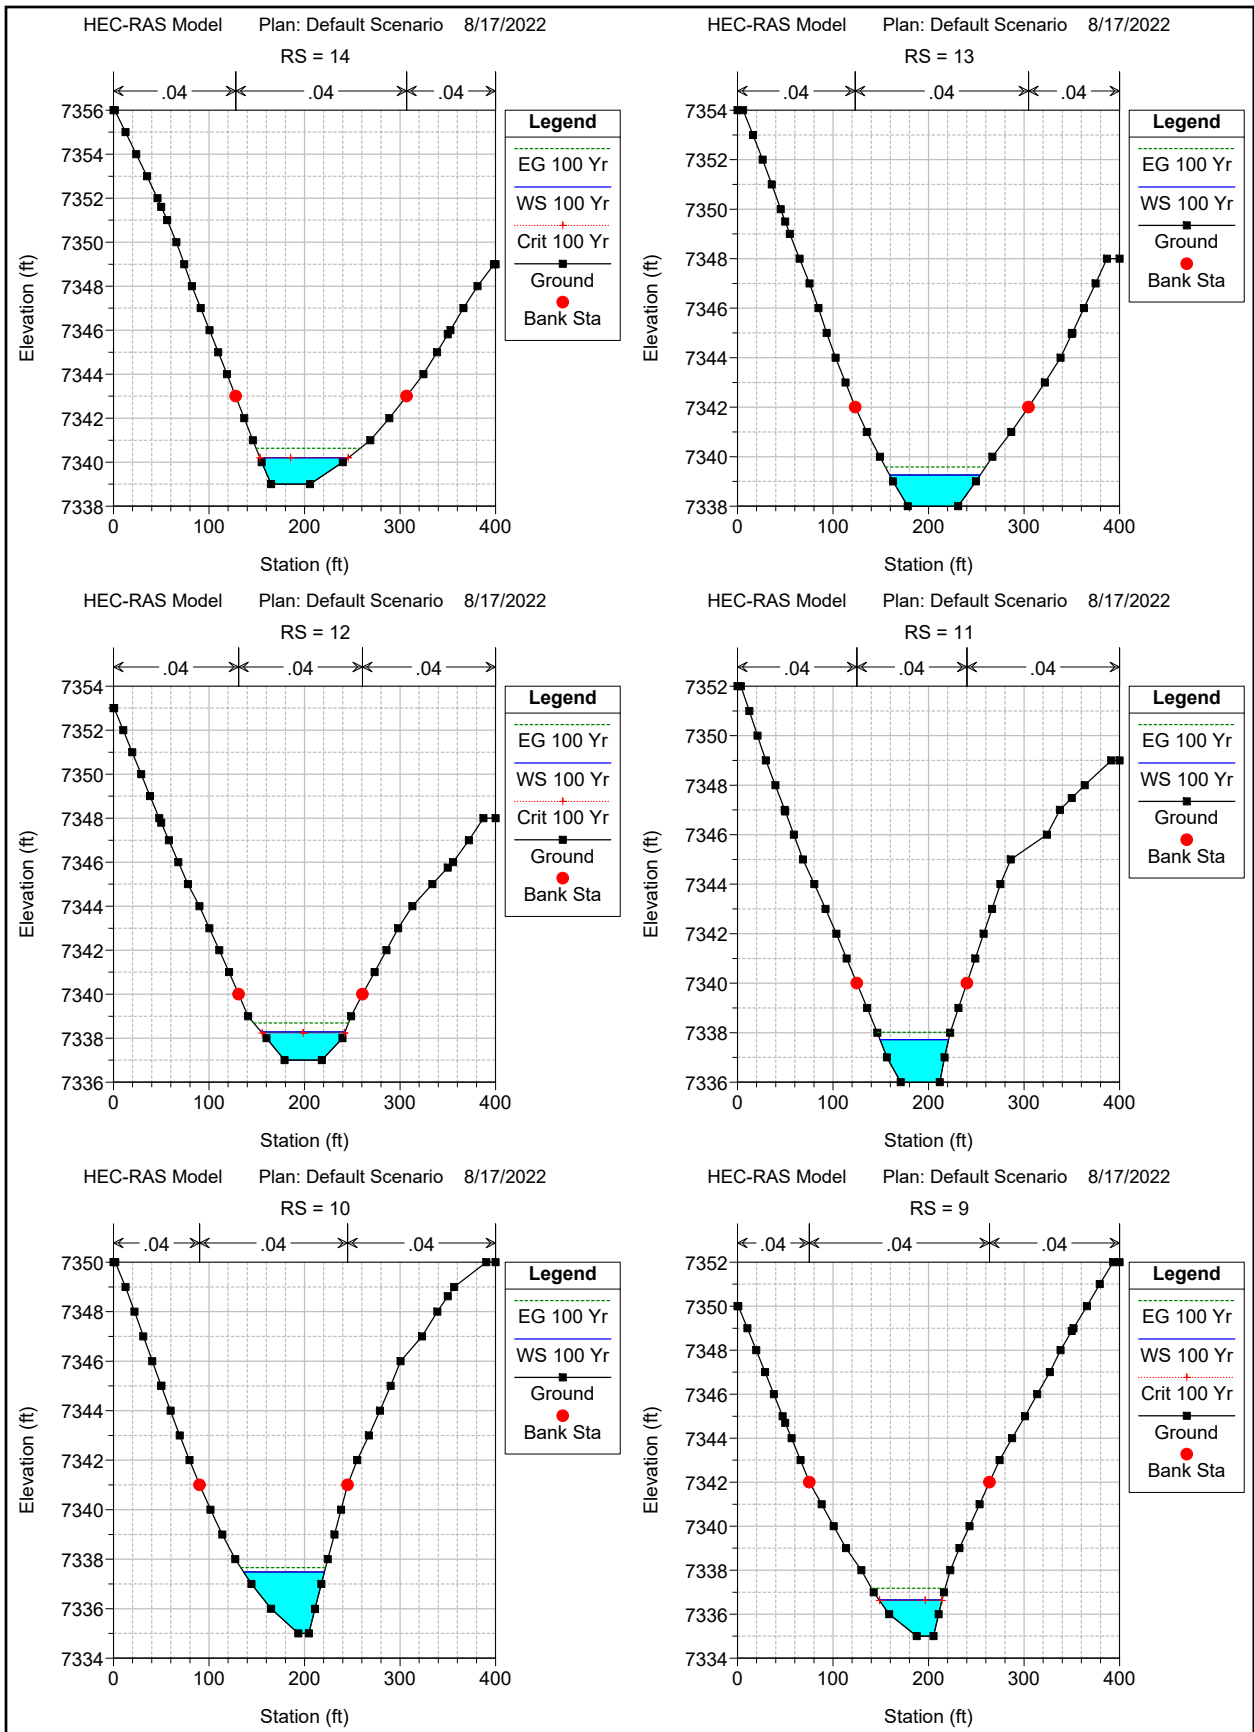 HEC-RAS Model Plan: Default Scenario 8/17/2022
RS = 14
.04 .04 .04
7356
7354
7352
7350
7348
7346
7344
7342
7340
7338
Elevation (ft)
0 100 200 300 400
Station (ft)
Legend
EG 100 Yr
WS 100 Yr
Crit 100 Yr
Ground
Bank Sta
HEC-RAS Model Plan: Default Scenario 8/17/2022
RS = 13
.04 .04 .04
7354
7352
7350
7348
7346
7344
7342
7340
7338
Elevation (ft)
0 100 200 300 400
Station (ft)
Legend
EG 100 Yr
WS 100 Yr
Ground
Bank Sta
HEC-RAS Model Plan: Default Scenario 8/17/2022
RS = 12
.04 .04 .04
7354
7352
7350
7348
7346
7344
7342
7340
7338
7336
Elevation (ft)
0 100 200 300 400
Station (ft)
Legend
EG 100 Yr
WS 100 Yr
Crit 100 Yr
Ground
Bank Sta
HEC-RAS Model Plan: Default Scenario 8/17/2022
RS = 11
.04 .04 .04
7352
7350
7348
7346
7344
7342
7340
7338
7336
Elevation (ft)
0 100 200 300 400
Station (ft)
Legend
EG 100 Yr
WS 100 Yr
Ground
Bank Sta
HEC-RAS Model Plan: Default Scenario 8/17/2022
RS = 10
.04 .04 .04
7350
7348
7346
7344
7342
7340
7338
7336
7334
Elevation (ft)
0 100 200 300 400
Station (ft)
Legend
EG 100 Yr
WS 100 Yr
Ground
Bank Sta
HEC-RAS Model Plan: Default Scenario 8/17/2022
RS = 9
.04 .04 .04
7352
7350
7348
7346
7344
7342
7340
7338
7336
7334
Elevation (ft)
0 100 200 300 400
Station (ft)
Legend
EG 100 Yr
WS 100 Yr
Crit 100 Yr
Ground
Bank Sta